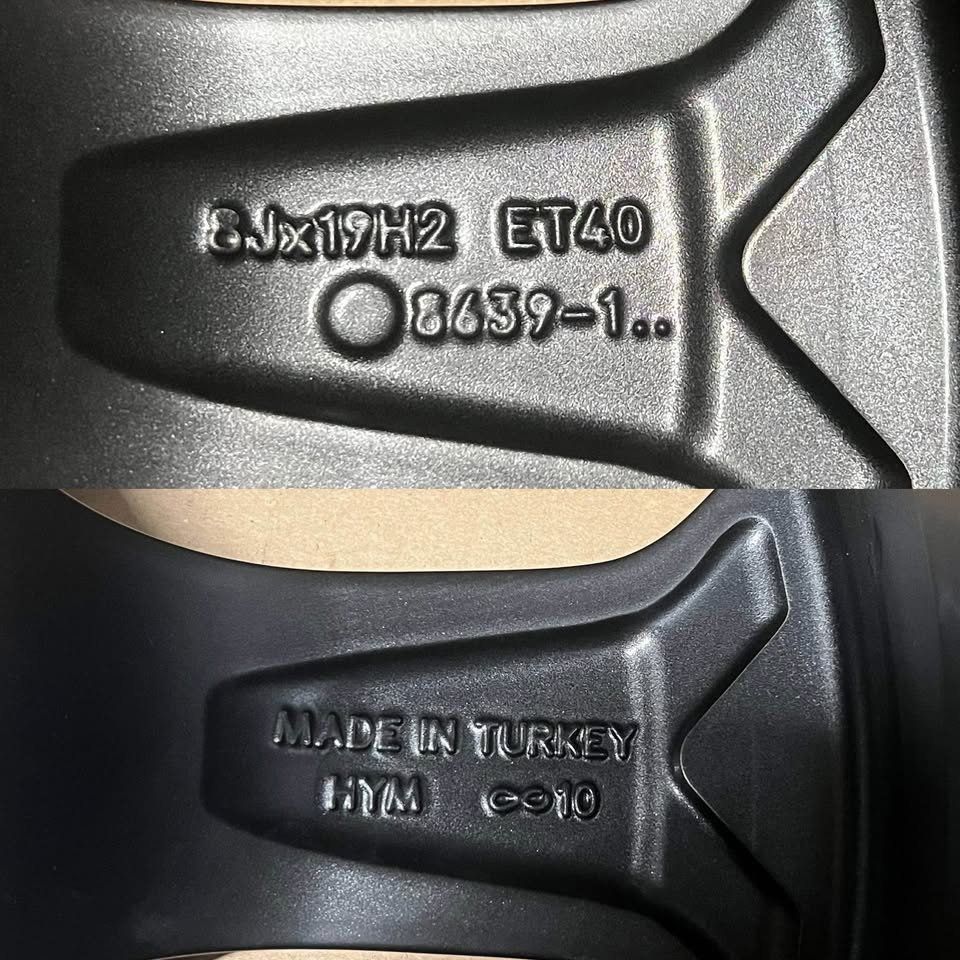 8Jx19H2 ET40
8639-1..
MADE IN TURKEY
HYM 10